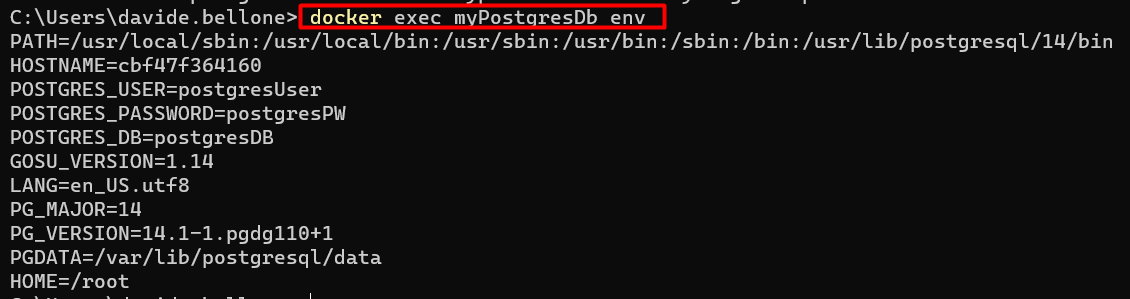 C:\Users\davide.bellone> docker exec myPostgresDb env
PATH=/usr/local/sbin:/usr/local/bin:/usr/sbin:/usr/bin:/sbin:/bin:/usr/lib/postgresql/14/bin
HOSTNAME=cbf47f364160
POSTGRES_USER=postgresUser
POSTGRES_PASSWORD=postgresPW
POSTGRES_DB=postgresDB
GOSU_VERSION=1.14
LANG=en_US.utf8
PG_MAJOR=14
PG_VERSION=14.1-1.pgdg110+1
PGDATA=/var/lib/postgresql/data
HOME=/root